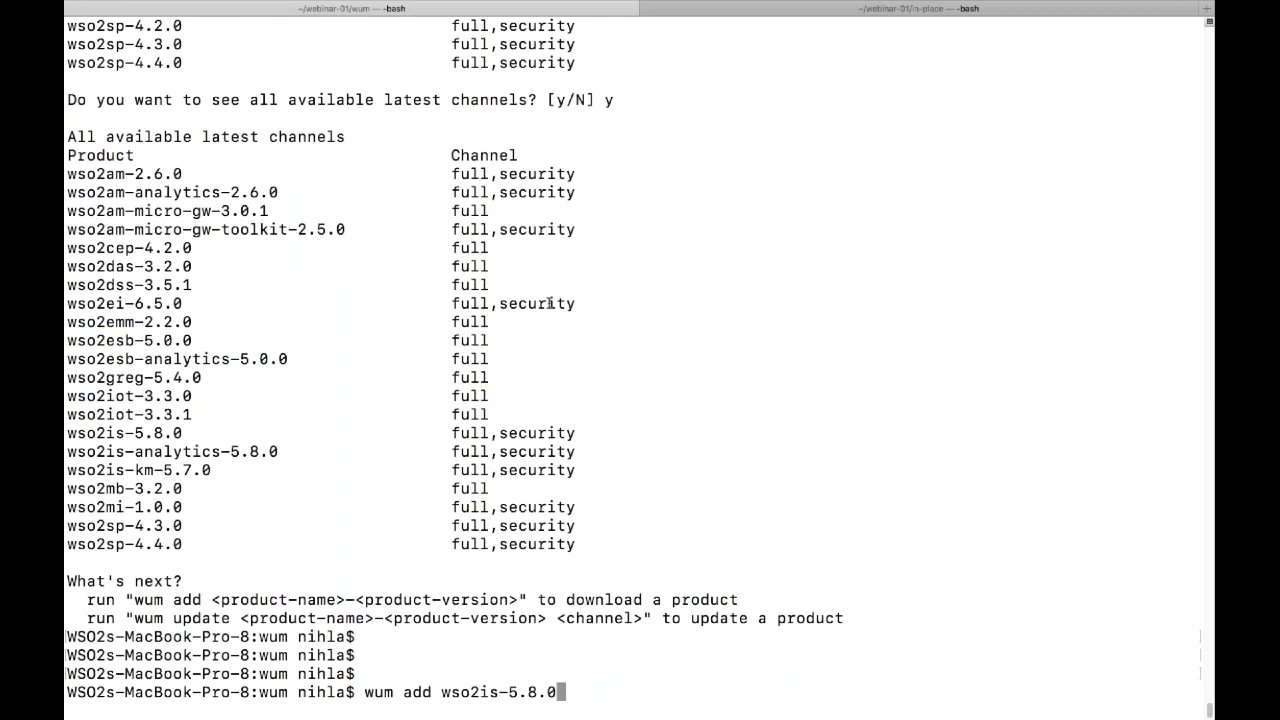 ~/webinar-01/wum — -bash
~/webinar-01/in-place — -bash
wso2sp-4.2.0 full,security
wso2sp-4.3.0 full,security
wso2sp-4.4.0 full,security
Do you want to see all available latest channels? [y/N] y
All available latest channels
Product Channel
wso2am-2.6.0 full,security
wso2am-analytics-2.6.0 full,security
wso2am-micro-gw-3.0.1 full
wso2am-micro-gw-toolkit-2.5.0 full,security
wso2cep-4.2.0 full
wso2das-3.2.0 full
wso2dss-3.5.1 full
wso2ei-6.5.0 full,security
wso2emm-2.2.0 full
wso2esb-5.0.0 full
wso2esb-analytics-5.0.0 full
wso2greg-5.4.0 full
wso2iot-3.3.0 full
wso2iot-3.3.1 full
wso2is-5.8.0 full,security
wso2is-analytics-5.8.0 full,security
wso2is-km-5.7.0 full,security
wso2mb-3.2.0 full
wso2mi-1.0.0 full,security
wso2sp-4.3.0 full,security
wso2sp-4.4.0 full,security
What's next?
run "wum add <product-name>-<product-version>" to download a product
run "wum update <product-name>-<product-version> <channel>" to update a product
WSO2s-MacBook-Pro-8:wum nihla$
WSO2s-MacBook-Pro-8:wum nihla$
WSO2s-MacBook-Pro-8:wum nihla$
WSO2s-MacBook-Pro-8:wum nihla$ wum add wso2is-5.8.0